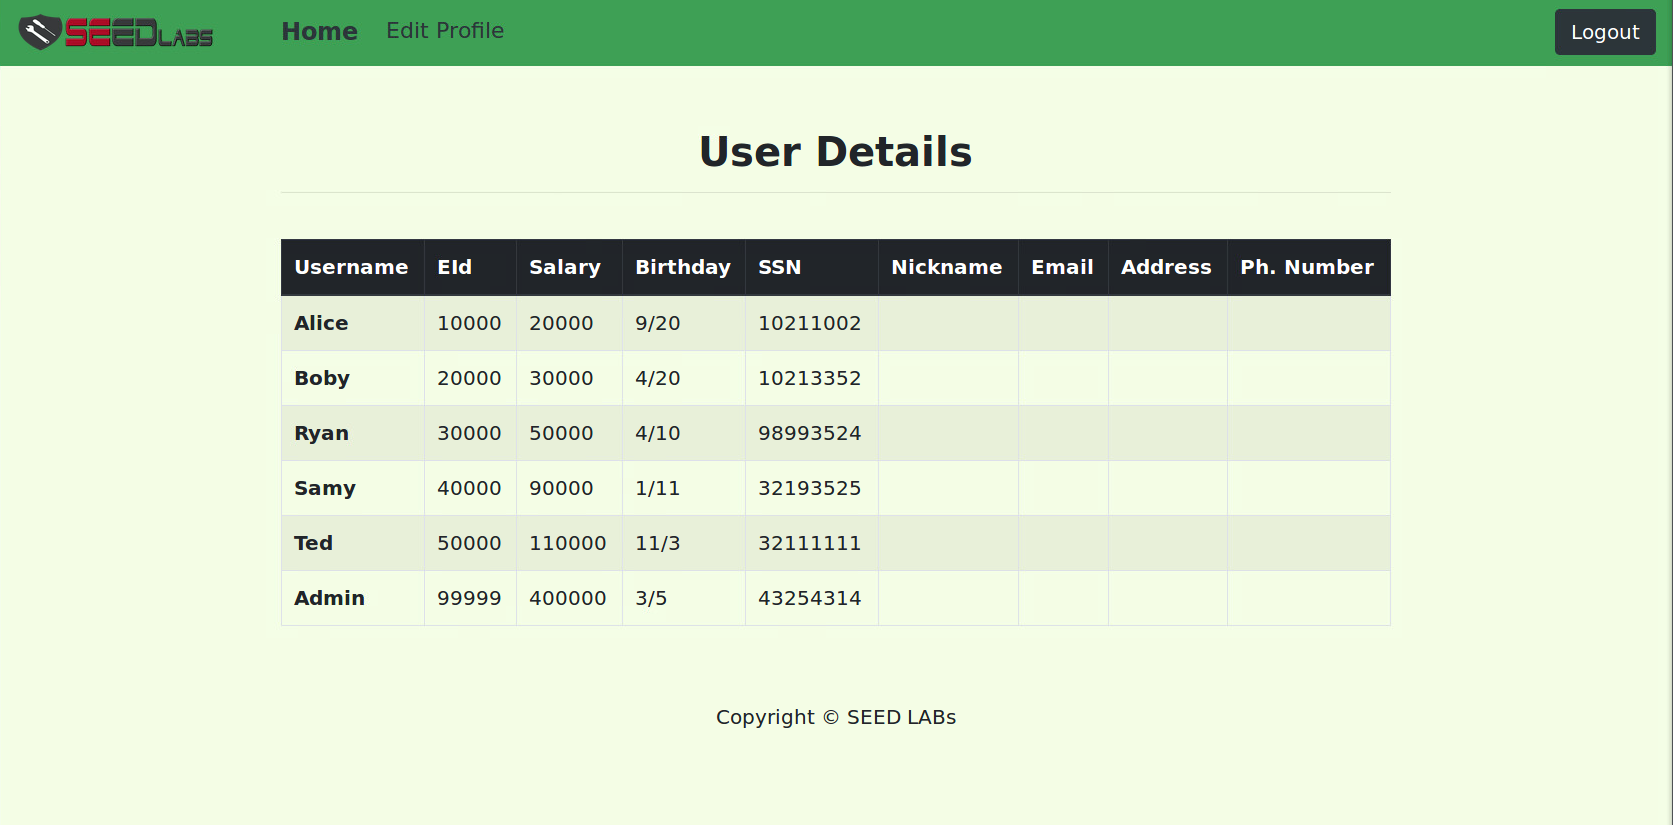 SEEDLABS Home Edit Profile Logout
User Details
Username EId Salary Birthday SSN Nickname Email Address Ph. Number
Alice 10000 20000 9/20 10211002
Boby 20000 30000 4/20 10213352
Ryan 30000 50000 4/10 98993524
Samy 40000 90000 1/11 32193525
Ted 50000 110000 11/3 32111111
Admin 99999 400000 3/5 43254314
Copyright © SEED LABs